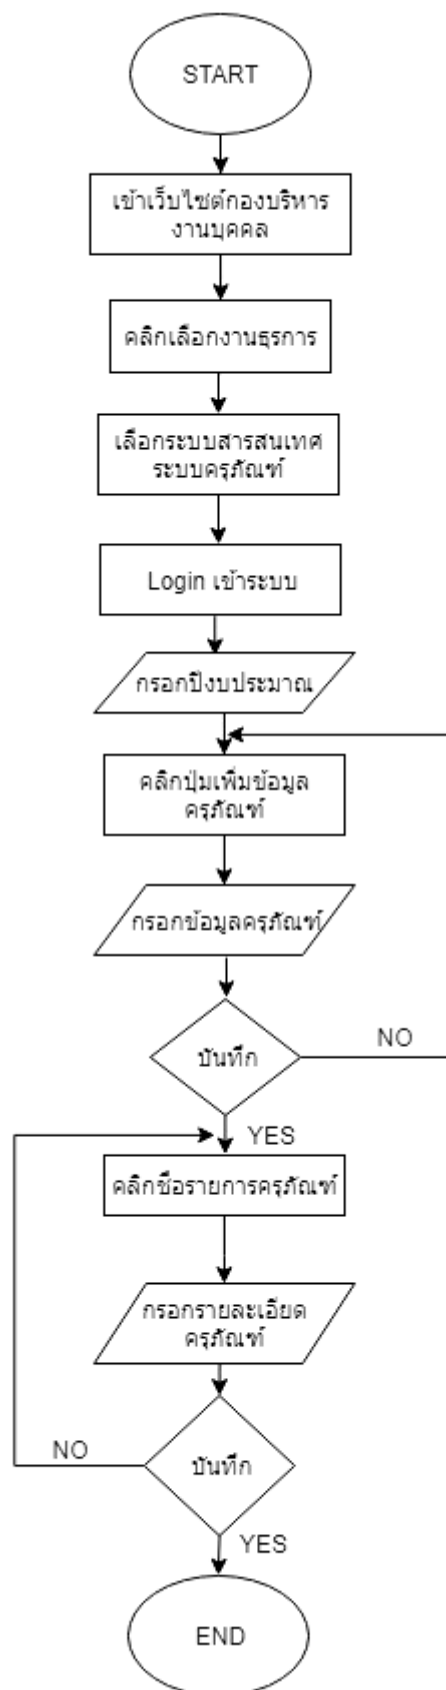 START
เข้าเว็บไซต์กองบริหาร
งานบุคคล
คลิกเลือกงานธุรการ
เลือกระบบสารสนเทศ
ระบบครุภัณฑ์
Login เข้าระบบ
กรอกปีงบประมาณ
คลิกปุ่มเพิ่มข้อมูล
ครุภัณฑ์
กรอกข้อมูลครุภัณฑ์
บันทึก
NO
YES
คลิกชื่อรายการครุภัณฑ์
กรอกรายละเอียด
ครุภัณฑ์
บันทึก
NO
YES
END